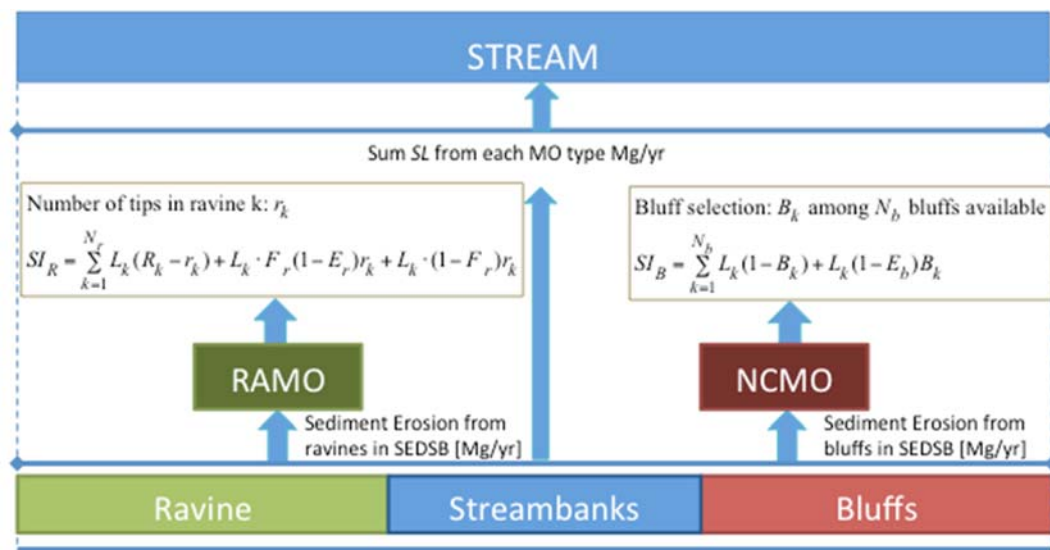 STREAM
Sum SL from each MO type Mg/yr
Number of tips in ravine k: r_k
SI_R = \sum_{k=1}^{N_r} L_k(R_k − r_k) + L_k · F_r(1 − E_r)r_k + L_k · (1 − F_r)r_k
Bluff selection: B_k among N_b bluffs available
SI_B = \sum_{k=1}^{N_b} L_k(1 − B_k) + L_k(1 − E_b)B_k
RAMO
NCMO
Sediment Erosion from
ravines in SEDSB [Mg/yr]
Sediment Erosion from
bluffs in SEDSB [Mg/yr]
Ravine
Streambanks
Bluffs